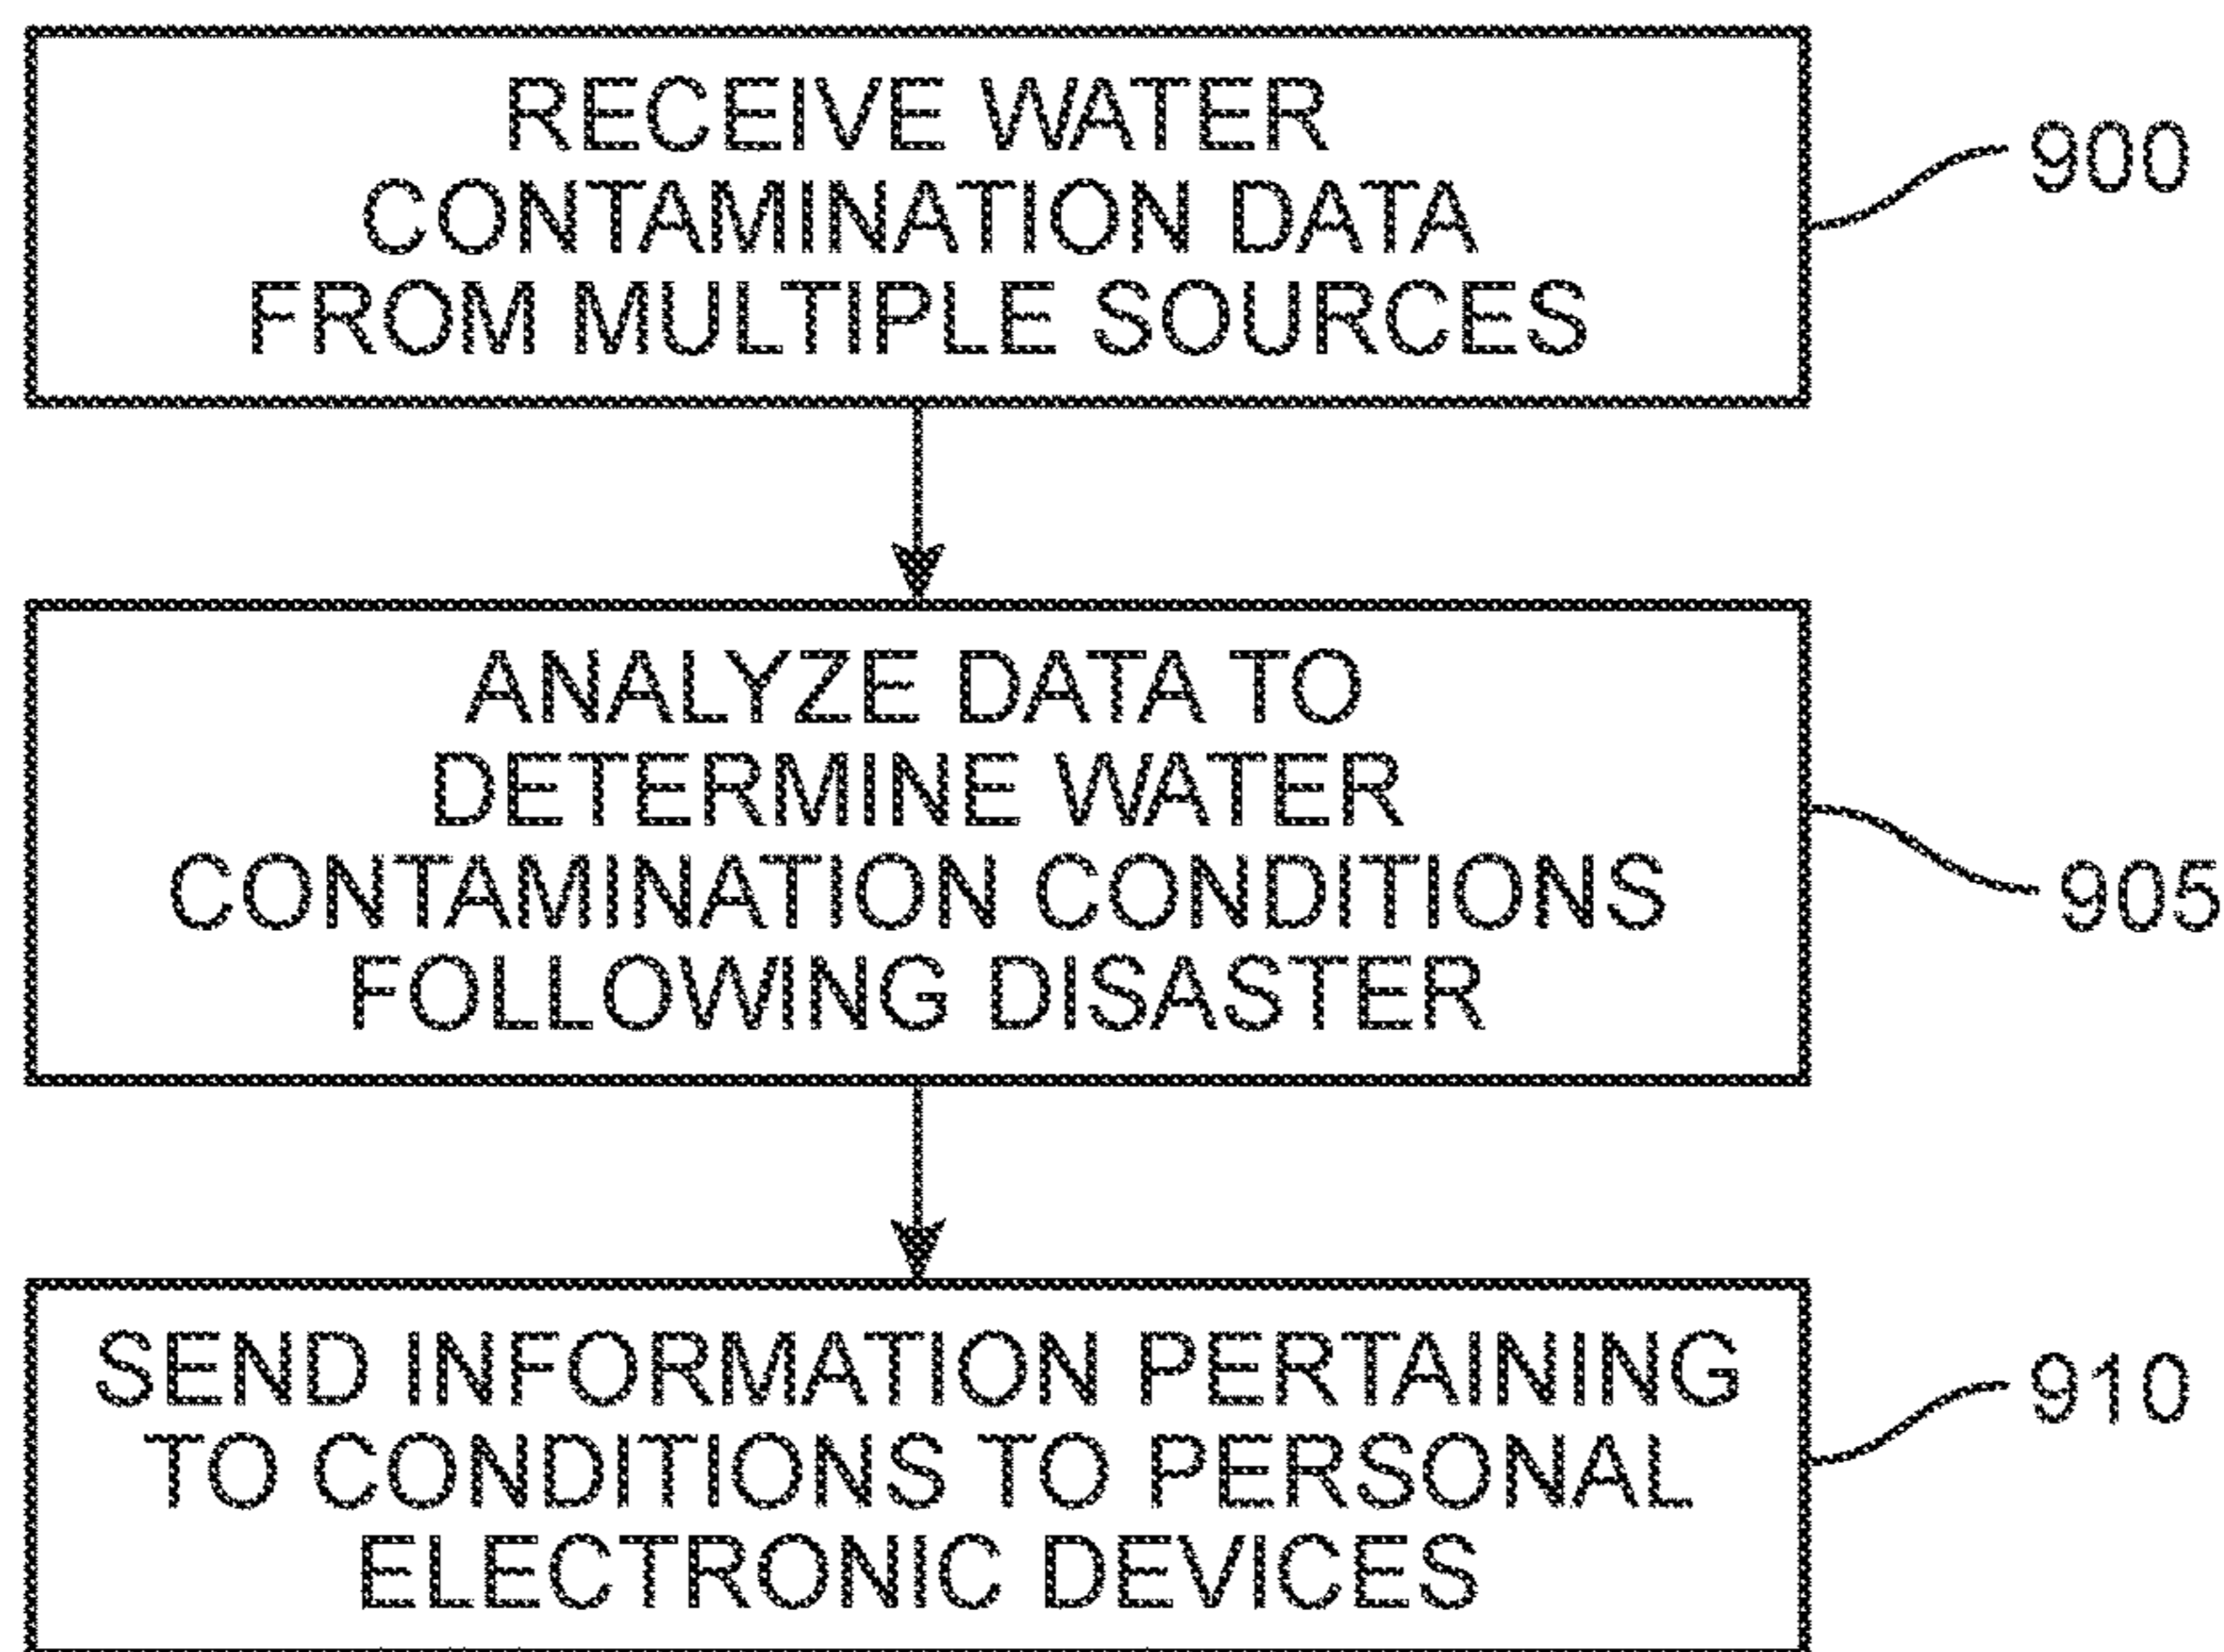 RECEIVE WATER
CONTAMINATION DATA
FROM MULTIPLE SOURCES
900
ANALYZE DATA TO
DETERMINE WATER
CONTAMINATION CONDITIONS
FOLLOWING DISASTER
905
SEND INFORMATION PERTAINING
TO CONDITIONS TO PERSONAL
ELECTRONIC DEVICES
910